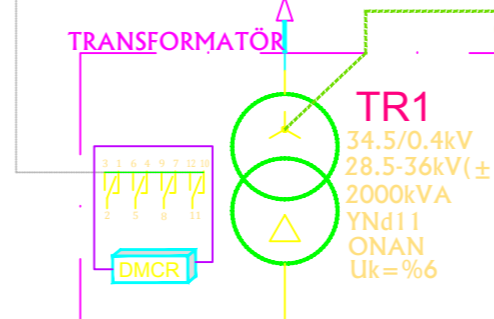 TRANSFORMATÖR
TR1
34.5/0.4kV
28.5-36kV(±
2000kVA
YNd11
ONAN
Uk=%6
3 1 6 4 9 7 12 10
2 5 8 11
DMCR